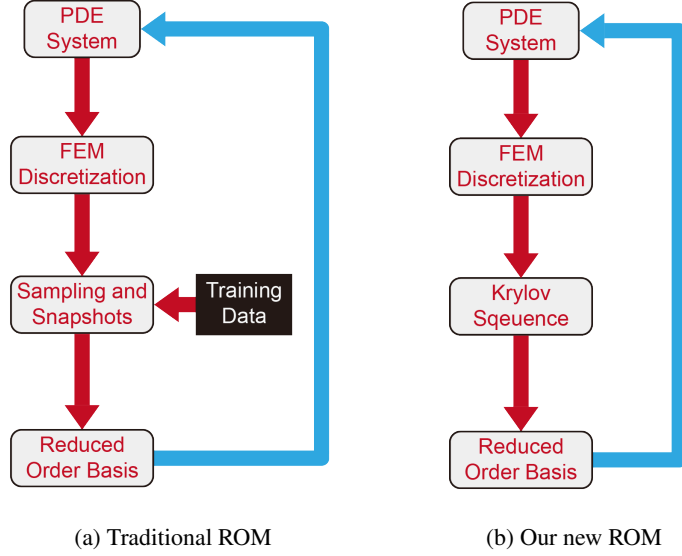 PDE
System
FEM
Discretization
Sampling and
Snapshots
Training
Data
Reduced
Order Basis
(a) Traditional ROM
PDE
System
FEM
Discretization
Krylov
Sqeuence
Reduced
Order Basis
(b) Our new ROM